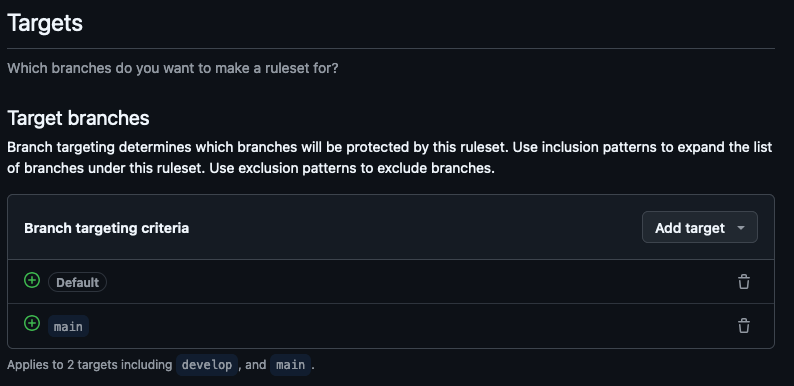 Targets
Which branches do you want to make a ruleset for?
Target branches
Branch targeting determines which branches will be protected by this ruleset. Use inclusion patterns to expand the list
of branches under this ruleset. Use exclusion patterns to exclude branches.
Branch targeting criteria
Add target
Default
main
Applies to 2 targets including develop, and main.